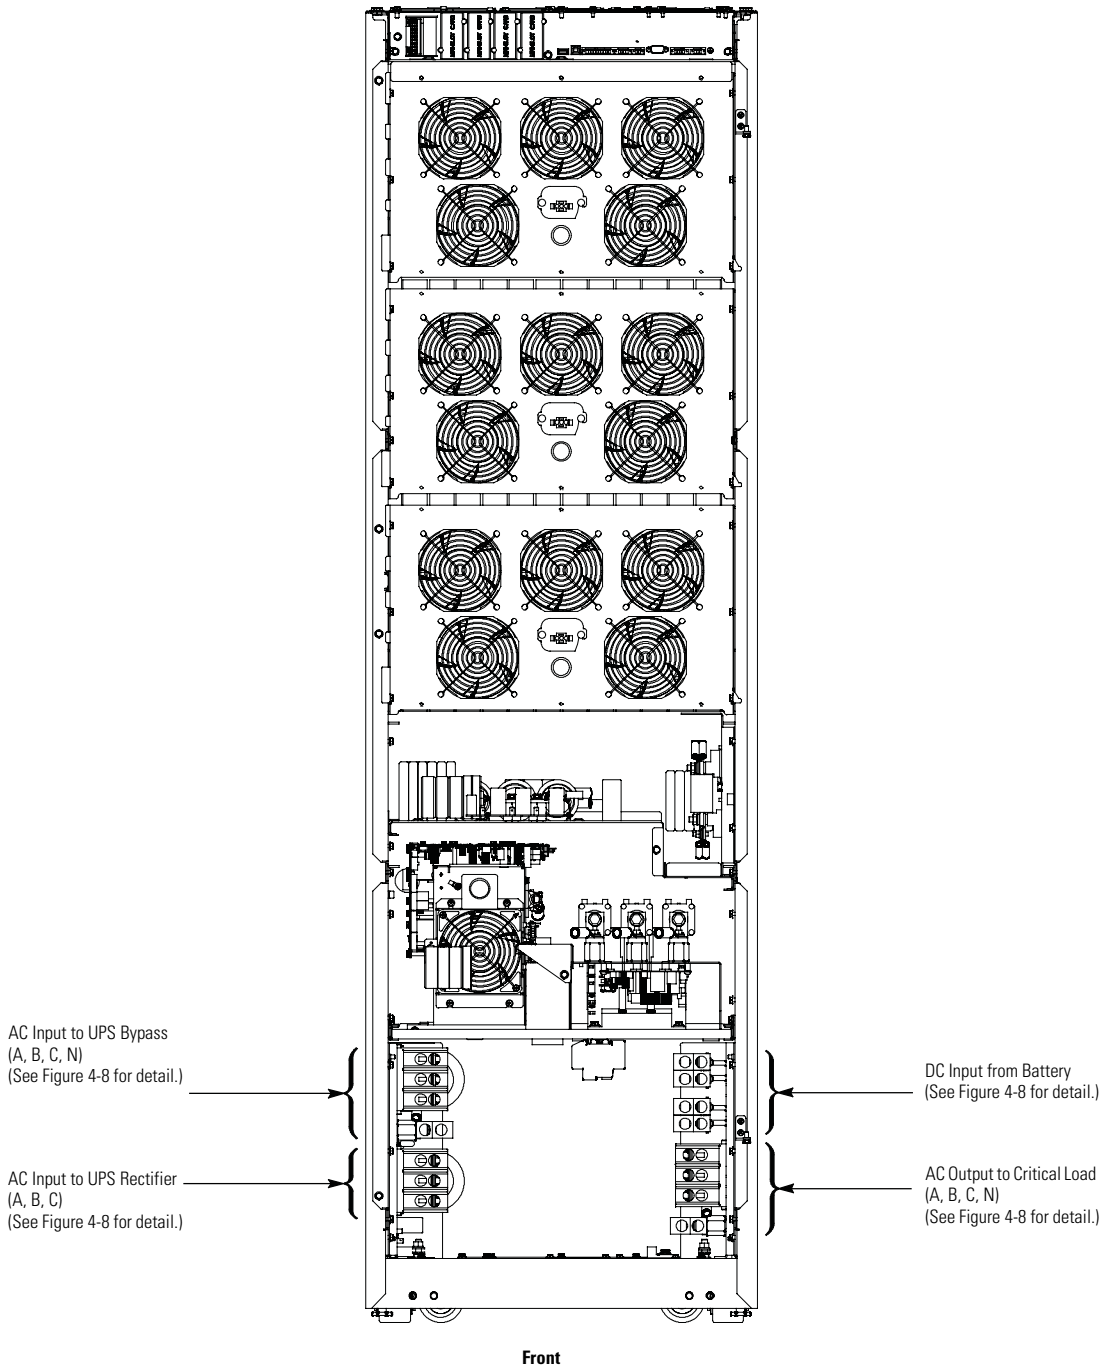 AC Input to UPS Bypass
(A, B, C, N)
(See Figure 4-8 for detail.)
AC Input to UPS Rectifier
(A, B, C)
(See Figure 4-8 for detail.)
DC Input from Battery
(See Figure 4-8 for detail.)
AC Output to Critical Load
(A, B, C, N)
(See Figure 4-8 for detail.)
Front